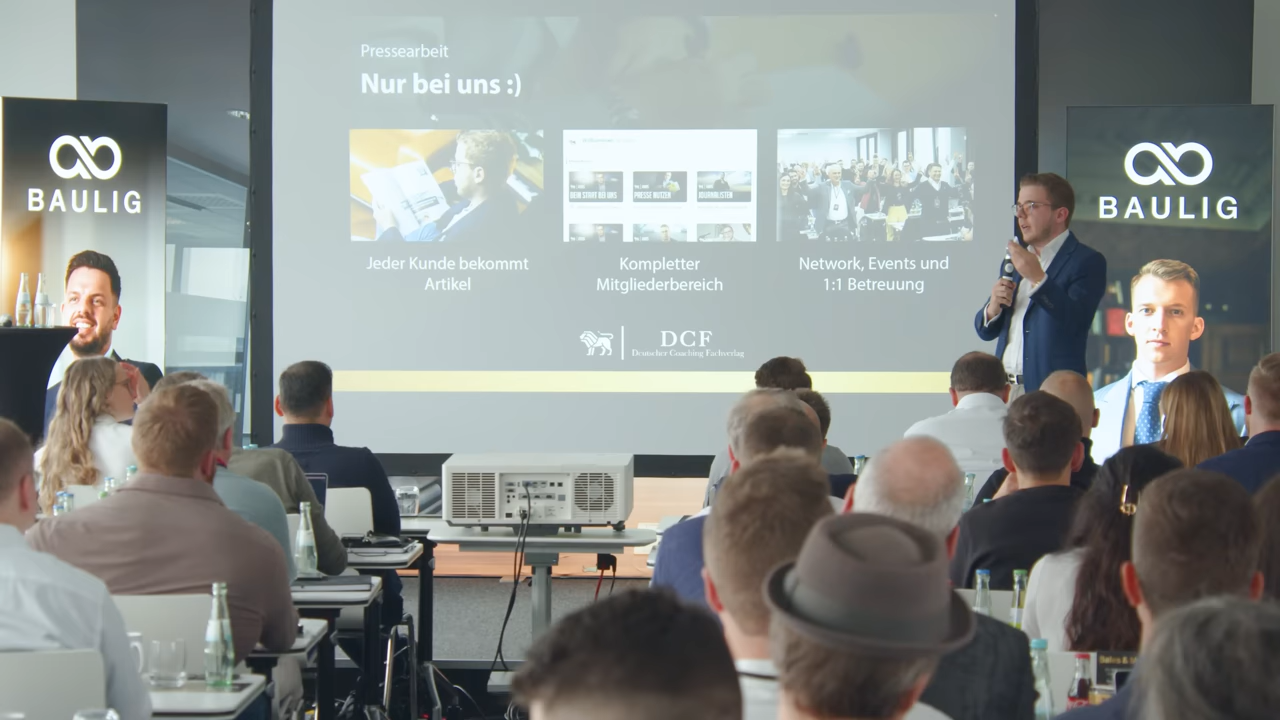 Pressearbeit
Nur bei uns :)
Jeder Kunde bekommt
Artikel
Kompletter
Mitgliederbereich
Network, Events und
1:1 Betreuung
DCF
Deutscher Coaching Fachverlag
BAULIG
BAULIG